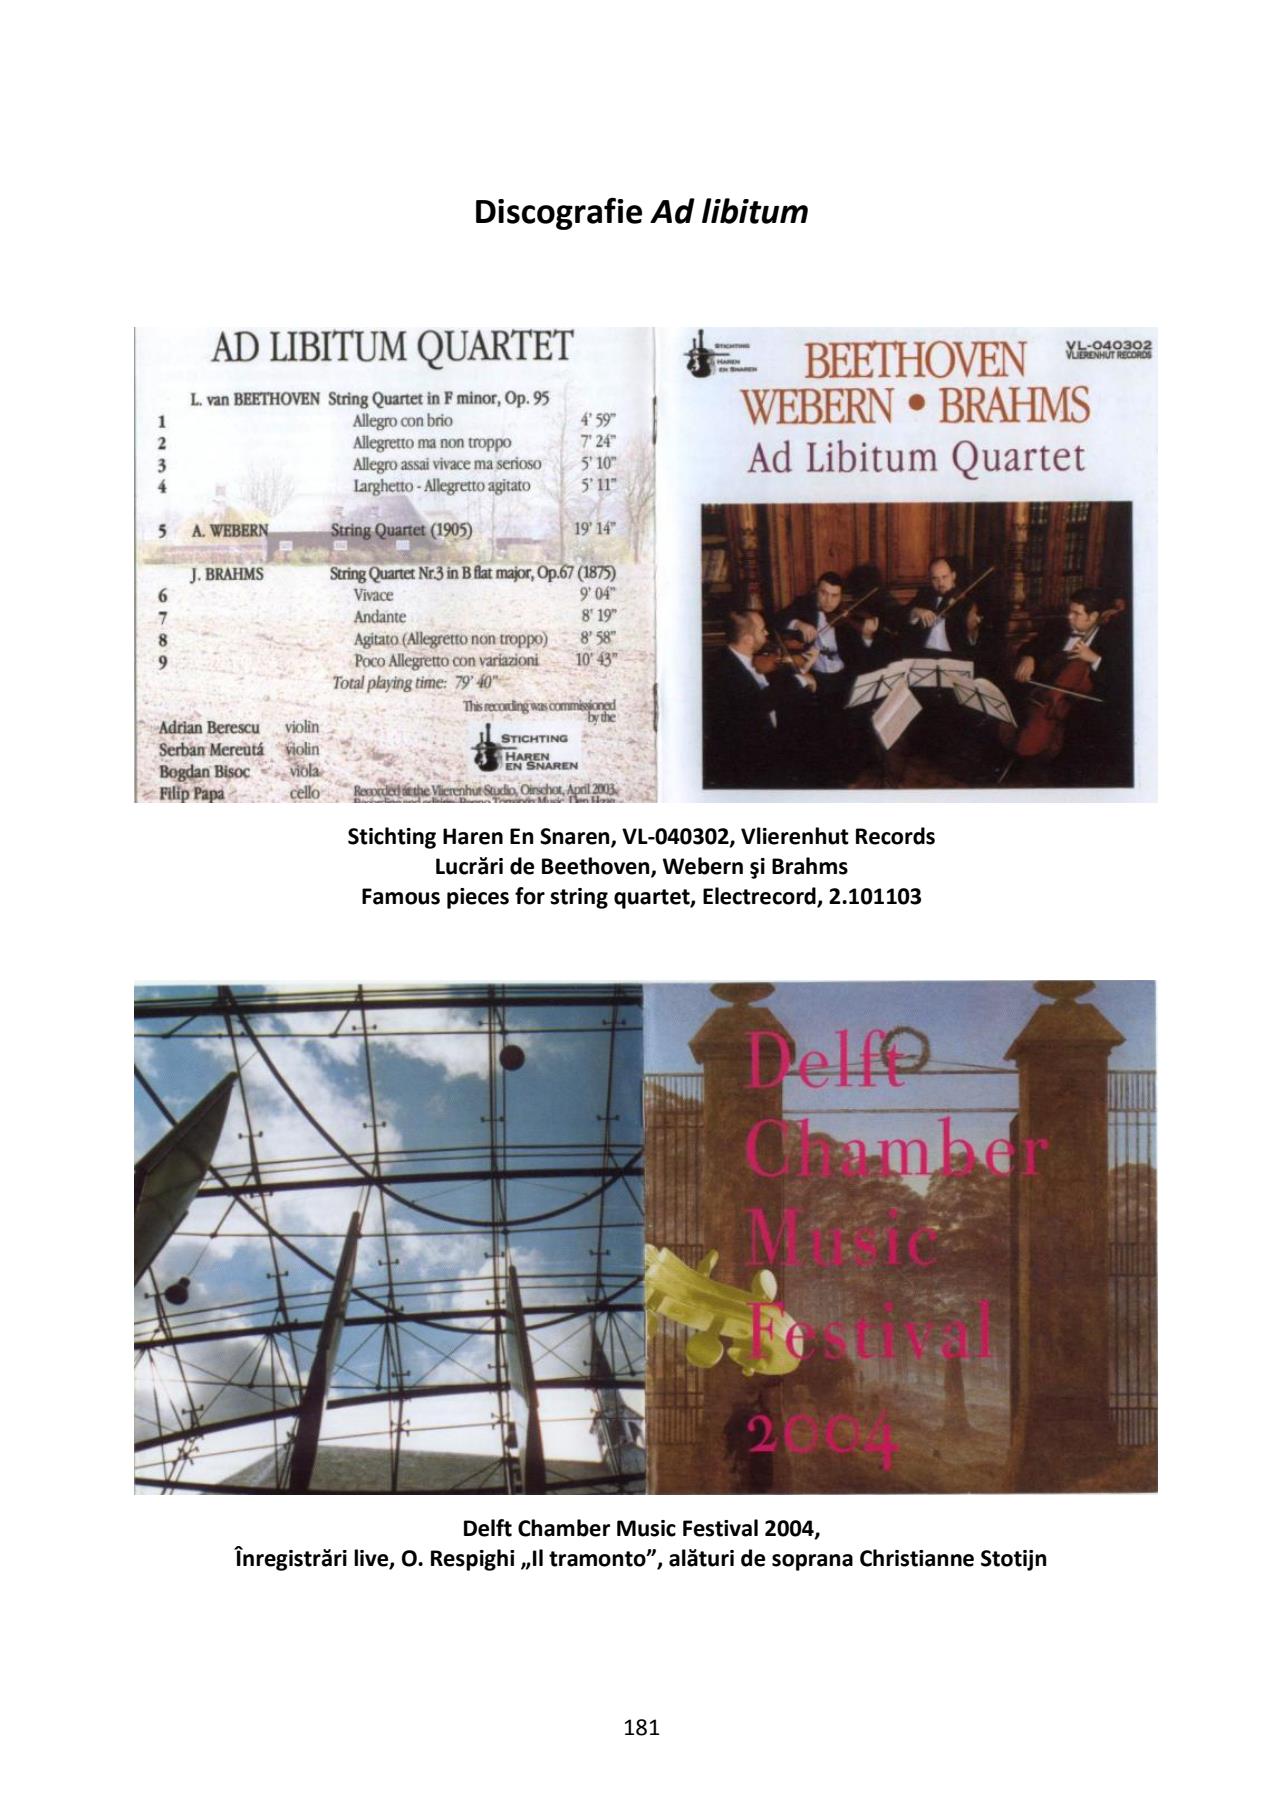 Discografie Ad libitum
AD LIBITUM QUARTET
L. van BEETHOVEN String Quartet in F minor, Op. 95
1 Allegro con brio 4' 59"
2 Allegretto ma non troppo 7' 24"
3 Allegro assai vivace ma serioso 5' 10"
4 Larghetto - Allegretto agitato 5' 11"
5 A. WEBERN String Quartet (1905) 19' 14"
J. BRAHMS String Quartet Nr.3 in B flat major, Op.67 (1875)
6 Vivace 9' 04"
7 Andante 8' 19"
8 Agitato (Allegretto non troppo) 8' 58"
9 Poco Allegretto con variazioni 10' 43"
Total playing time: 79' 40"
This recording was commissioned
by the
STICHTING
HAREN
EN SNAREN
Adrian Berescu violin
Serban Mereutá violin
Bogdan Bisoc viola
Filip Papa cello
Recorded at the Vlierenhut Studio, Oirschot, April 2003.
STICHTING
HAREN
EN SNAREN
VL-040302
VLIERENHUT RECORDS
BEETHOVEN
WEBERN • BRAHMS
Ad Libitum Quartet
Stichting Haren En Snaren, VL-040302, Vlierenhut Records
Lucrări de Beethoven, Webern şi Brahms
Famous pieces for string quartet, Electrecord, 2.101103
Delft
Chamber
Music
Festival
2004
Delft Chamber Music Festival 2004,
Înregistrări live, O. Respighi „Il tramonto”, alături de soprana Christianne Stotijn
181